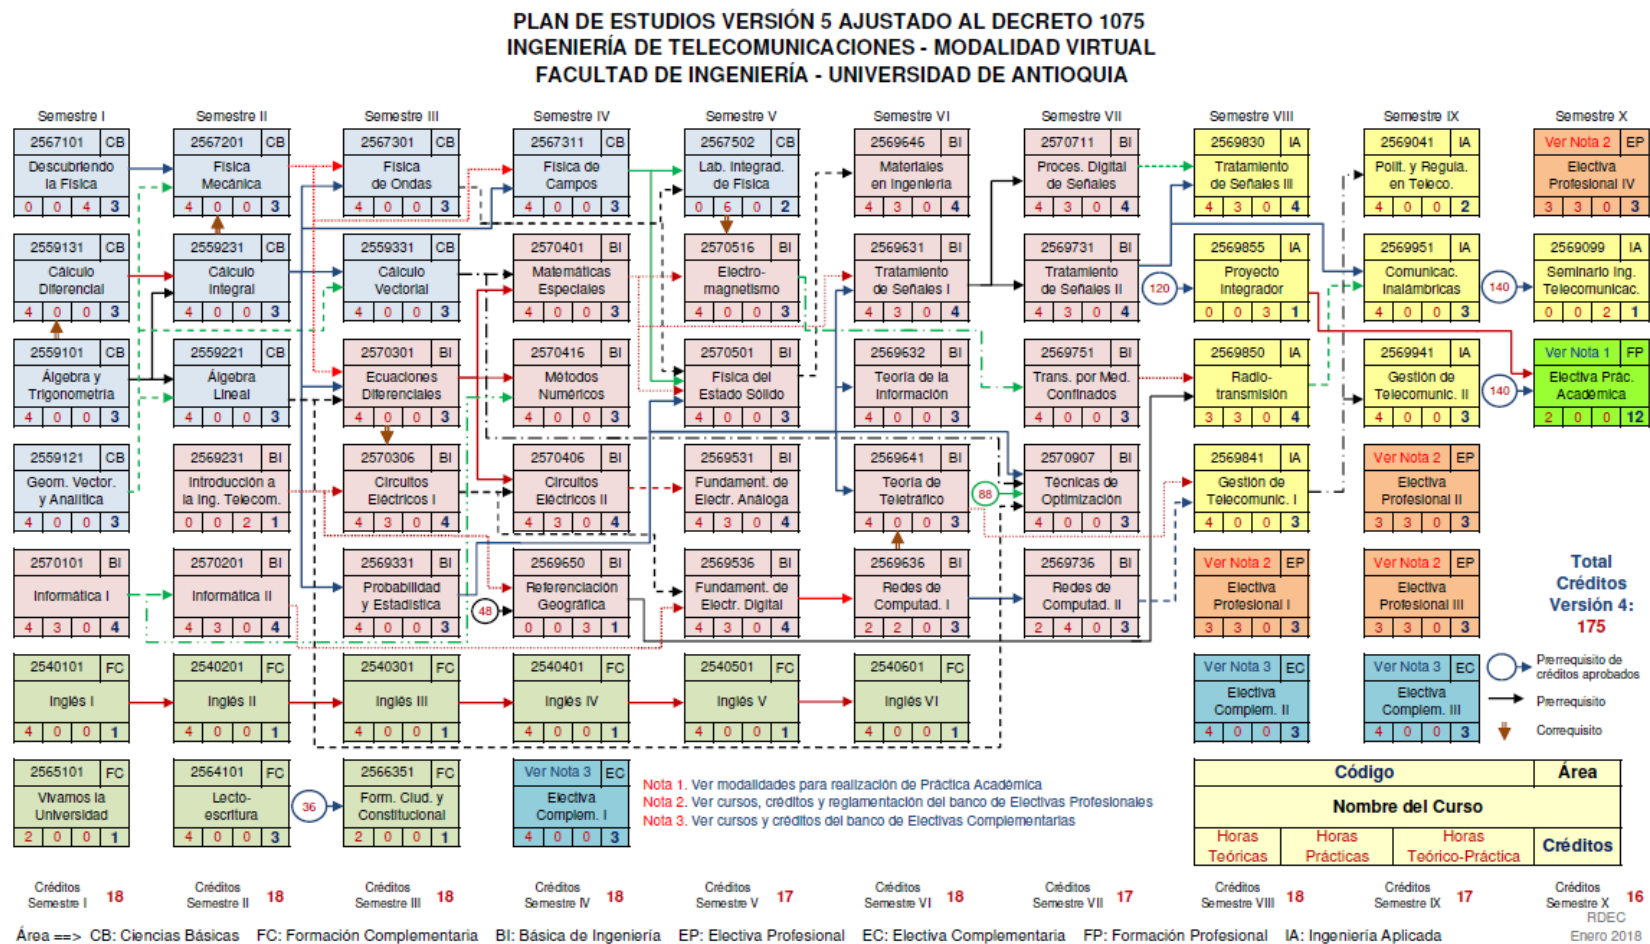 PLAN DE ESTUDIOS VERSIÓN 5 AJUSTADO AL DECRETO 1075
INGENIERÍA DE TELECOMUNICACIONES - MODALIDAD VIRTUAL
FACULTAD DE INGENIERÍA - UNIVERSIDAD DE ANTIOQUIA
Semestre I
2567101 CB
Descubriendo
la Física
0 0 4 3
2559131 CB
Cálculo
Diferencial
4 0 0 3
2559101 CB
Álgebra y
Trigonometría
4 0 0 3
2559121 CB
Geom. Vector.
y Analítica
4 0 0 3
2570101 BI
Informática I
4 3 0 4
2540101 FC
Inglés I
4 0 0 1
2565101 FC
Vivamos la
Universidad
2 0 0 1
Créditos
Semestre I 18
Semestre II
2567201 CB
Física
Mecánica
4 0 0 3
2559231 CB
Cálculo
Integral
4 0 0 3
2559221 CB
Álgebra
Lineal
4 0 0 3
2569231 BI
Introducción a
la Ing. Telecom.
0 0 2 1
2570201 BI
Informática II
4 3 0 4
2540201 FC
Inglés II
4 0 0 1
2564101 FC
Lecto-
escritura
4 0 0 3
Créditos
Semestre II 18
Semestre III
2567301 CB
Física
de Ondas
4 0 0 3
2559331 CB
Cálculo
Vectorial
4 0 0 3
2570301 BI
Ecuaciones
Diferenciales
4 0 0 3
2570306 BI
Circuitos
Eléctricos I
4 3 0 4
2569331 BI
Probabilidad
y Estadística
4 0 0 3
2540301 FC
Inglés III
4 0 0 1
36
2566351 FC
Form. Ciud. y
Constitucional
2 0 0 1
Créditos
Semestre III 18
Semestre IV
2567311 CB
Física de
Campos
4 0 0 3
2570401 BI
Matemáticas
Especiales
4 0 0 3
2570416 BI
Métodos
Numéricos
4 0 0 3
2570406 BI
Circuitos
Eléctricos II
4 3 0 4
48
2569650 BI
Referenciación
Geográfica
0 0 3 1
2540401 FC
Inglés IV
4 0 0 1
Ver Nota 3 EC
Electiva
Complem. I
4 0 0 3
Créditos
Semestre IV 18
Semestre V
2567502 CB
Lab. Integrad.
de Física
0 6 0 2
2570516 BI
Electro-
magnetismo
4 0 0 3
2570501 BI
Física del
Estado Sólido
4 0 0 3
2569531 BI
Fundament. de
Electr. Análoga
4 3 0 4
2569536 BI
Fundament. de
Electr. Digital
4 3 0 4
2540501 FC
Inglés V
4 0 0 1
Créditos
Semestre V 17
Semestre VI
2569646 BI
Materiales
en Ingeniería
4 3 0 4
2569631 BI
Tratamiento
de Señales I
4 3 0 4
2569632 BI
Teoría de la
Información
4 0 0 3
2569641 BI
Teoría de
Teletráfico
4 0 0 3
2569636 BI
Redes de
Computad. I
2 2 0 3
2540601 FC
Inglés VI
4 0 0 1
Créditos
Semestre VI 18
Semestre VII
2570711 BI
Proces. Digital
de Señales
4 3 0 4
2569731 BI
Tratamiento
de Señales II
4 3 0 4
2569751 BI
Trans. por Med.
Confinados
4 0 0 3
88
2570907 BI
Técnicas de
Optimización
4 0 0 3
2569736 BI
Redes de
Computad. II
2 4 0 3
Créditos
Semestre VII 17
Semestre VIII
2569830 IA
Tratamiento
de Señales III
4 3 0 4
120
2569855 IA
Proyecto
Integrador
0 0 3 1
2569850 IA
Radio-
transmisión
3 3 0 4
2569841 IA
Gestión de
Telecomunic. I
4 0 0 3
Ver Nota 2 EP
Electiva
Profesional I
3 3 0 3
Ver Nota 3 EC
Electiva
Complem. II
4 0 0 3
Créditos
Semestre VIII 18
Semestre IX
2569041 IA
Polít. y Regula.
en Teleco.
4 0 0 2
2569951 IA
Comunicac.
Inalámbricas
4 0 0 3
2569941 IA
Gestión de
Telecomunic. II
4 0 0 3
Ver Nota 2 EP
Electiva
Profesional II
3 3 0 3
Ver Nota 2 EP
Electiva
Profesional III
3 3 0 3
Ver Nota 3 EC
Electiva
Complem. III
4 0 0 3
Créditos
Semestre IX 17
Semestre X
Ver Nota 2 EP
Electiva
Profesional IV
3 3 0 3
140
2569099 IA
Seminario Ing.
Telecomunicac.
0 0 2 1
140
Ver Nota 1 FP
Electiva Prác.
Académica
2 0 0 12
Total
Créditos
Versión 4:
175
Prerrequisito de
créditos aprobados
Prerrequisito
Correquisito
Créditos
Semestre X 16
Nota 1. Ver modalidades para realización de Práctica Académica
Nota 2. Ver cursos, créditos y reglamentación del banco de Electivas Profesionales
Nota 3. Ver cursos y créditos del banco de Electivas Complementarias
Código Área
Nombre del Curso
Horas Teóricas
Horas Prácticas
Horas Teórico-Práctica
Créditos
RDEC
Enero 2018
Área ==> CB: Ciencias Básicas FC: Formación Complementaria BI: Básica de Ingeniería EP: Electiva Profesional EC: Electiva Complementaria FP: Formación Profesional IA: Ingeniería Aplicada